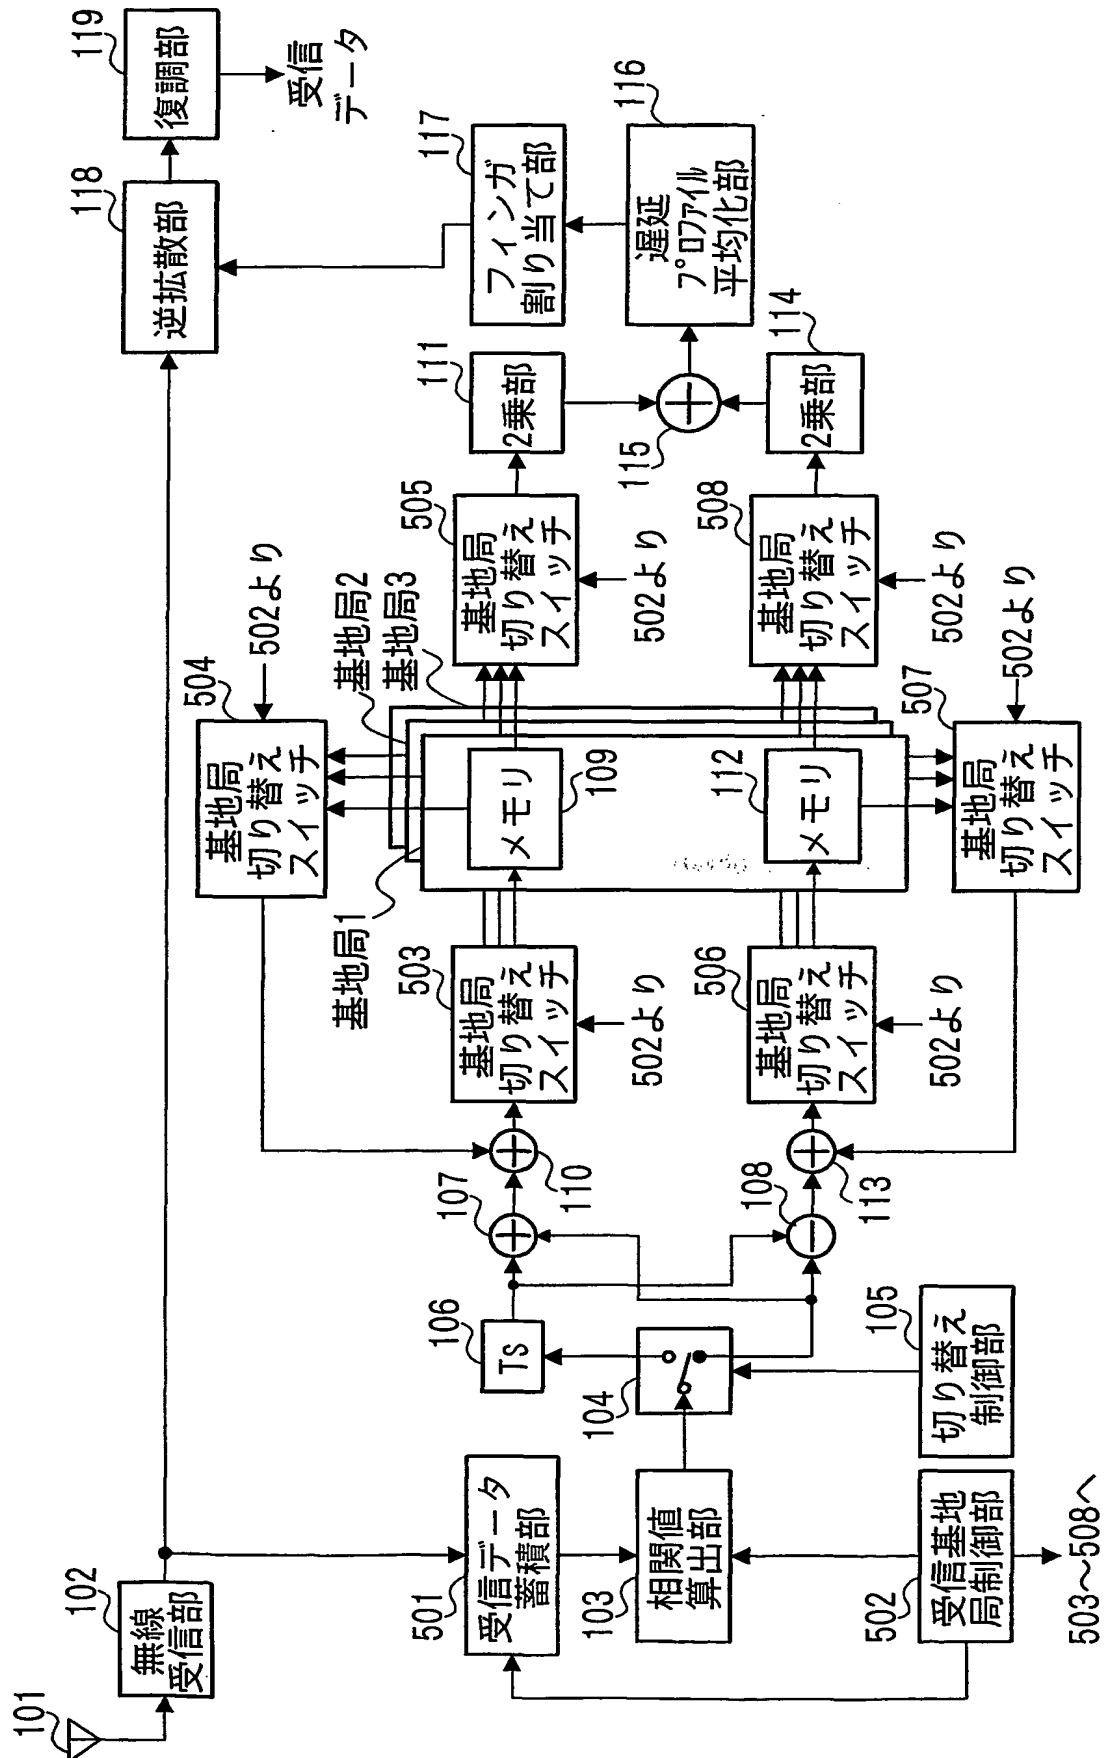 101
102
無線
受信部
501
受信データ
蓄積部
103
相関値
算出部
502
受信基地
局制御部
503〜508へ
104
105
切り替え
制御部
106
Ts
107
108
110
113
503
基地局
切り替え
スイッチ
502より
506
基地局
切り替え
スイッチ
502より
504
基地局
切り替え
スイッチ
502より
507
基地局
切り替え
スイッチ
502より
基地局1
基地局2
基地局3
メモリ
109
メモリ
112
505
基地局
切り替え
スイッチ
502より
508
基地局
切り替え
スイッチ
502より
111
2乗部
114
2乗部
115
116
遅延
プロファイル
平均化部
117
フィンガ
割り当て部
118
逆拡散部
119
復調部
受信
データ